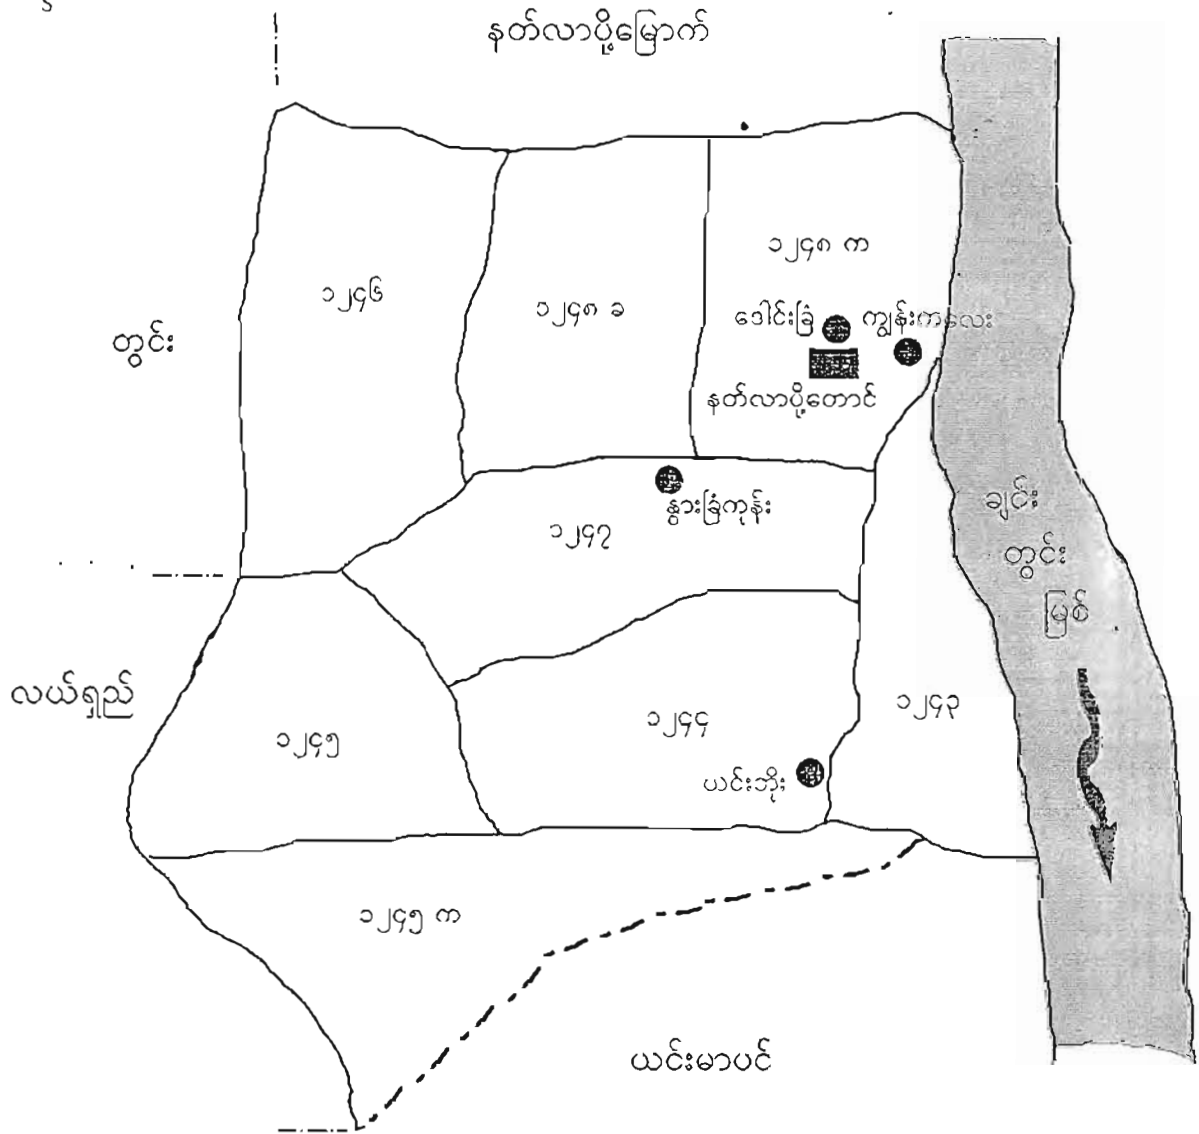 နတ်လာပို့မြောက်
၁၂၄၈ က
၁၂၄၆
၁၂၄၈ ခ
ဒေါင်းခြံ
ကျွန်းကလေး
တွင်း
နတ်လာပို့တောင်
နွားခြံကုန်း
၁၂၄၇
ချင်း
တွင်း
မြစ်
လယ်ရှည်
၁၂၄၅
၁၂၄၄
၁၂၄၃
ယင်းဘိုး
၁၂၄၅ က
ယင်းမာပင်